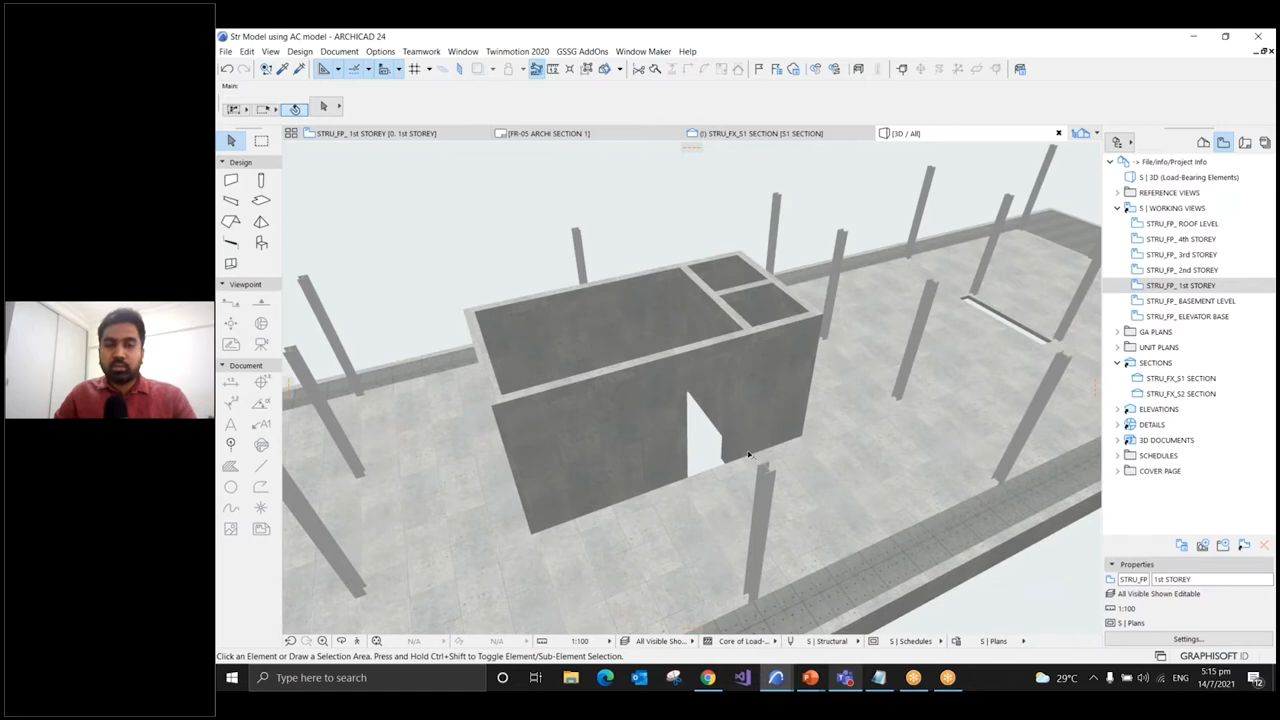 Str Model using AC model - ARCHICAD 24
File Edit View Design Document Options Teamwork Window Twinmotion 2020 GSSG AddOns Window Maker Help
Main:
STRU_FP_ 1st STOREY [0. 1st STOREY]
[FR-05 ARCHI SECTION 1]
(!) STRU_FX_S1 SECTION [S1 SECTION]
[3D / All]
Design
Viewpoint
Document
-> File/info/Project Info
S | 3D (Load-Bearing Elements)
REFERENCE VIEWS
S | WORKING VIEWS
STRU_FP_ ROOF LEVEL
STRU_FP_ 4th STOREY
STRU_FP_ 3rd STOREY
STRU_FP_ 2nd STOREY
STRU_FP_ 1st STOREY
STRU_FP_ BASEMENT LEVEL
STRU_FP_ ELEVATOR BASE
GA PLANS
UNIT PLANS
SECTIONS
STRU_FX_S1 SECTION
STRU_FX_S2 SECTION
ELEVATIONS
DETAILS
3D DOCUMENTS
SCHEDULES
COVER PAGE
Properties
STRU_FP 1st STOREY
All Visible Shown Editable
1:100
S | Plans
Settings...
N/A N/A 1:100 All Visible Sho... Core of Load-... S | Structural S | Schedules S | Plans
Click an Element or Draw a Selection Area. Press and Hold Ctrl+Shift to Toggle Element/Sub-Element Selection.
GRAPHISOFT ID
Type here to search
29°C
ENG
5:15 pm
14/7/2021